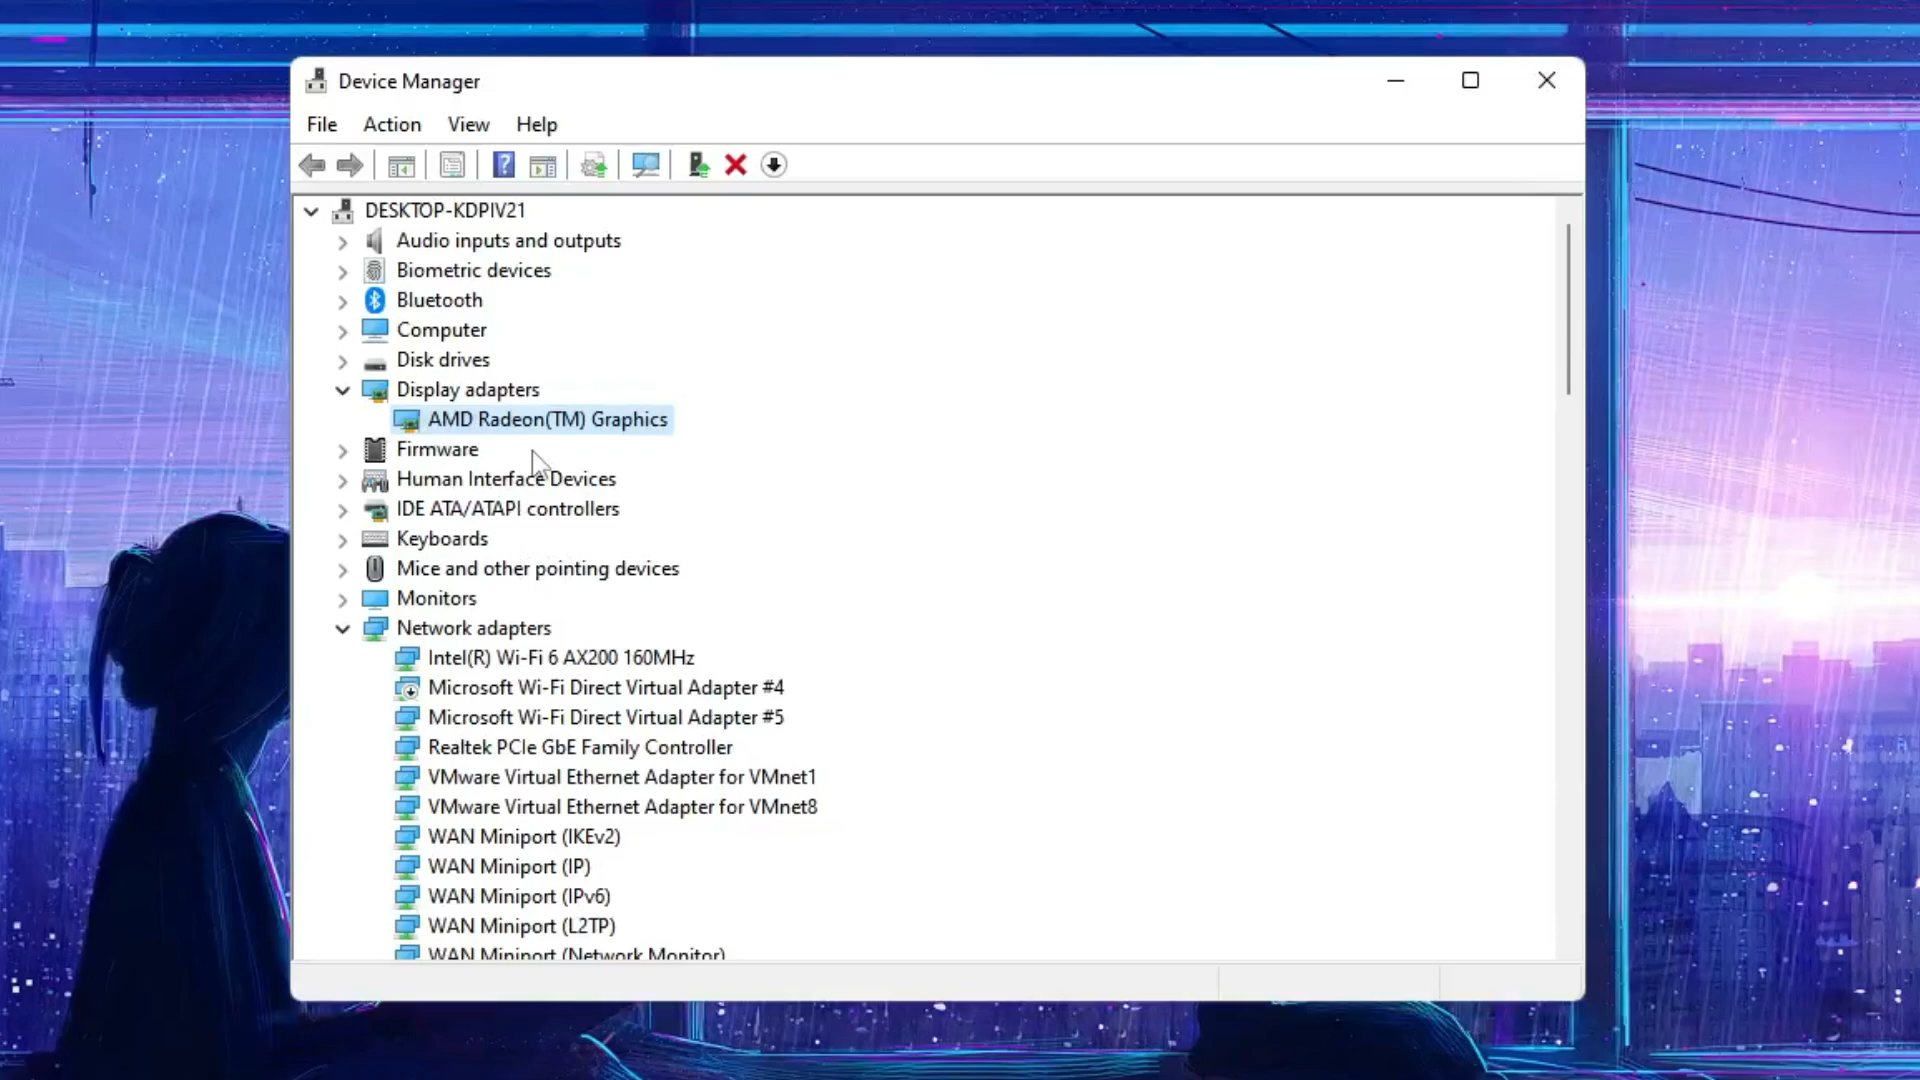 Device Manager
File Action View Help
DESKTOP-KDPIV21
Audio inputs and outputs
Biometric devices
Bluetooth
Computer
Disk drives
Display adapters
AMD Radeon(TM) Graphics
Firmware
Human Interface Devices
IDE ATA/ATAPI controllers
Keyboards
Mice and other pointing devices
Monitors
Network adapters
Intel(R) Wi-Fi 6 AX200 160MHz
Microsoft Wi-Fi Direct Virtual Adapter #4
Microsoft Wi-Fi Direct Virtual Adapter #5
Realtek PCIe GbE Family Controller
VMware Virtual Ethernet Adapter for VMnet1
VMware Virtual Ethernet Adapter for VMnet8
WAN Miniport (IKEv2)
WAN Miniport (IP)
WAN Miniport (IPv6)
WAN Miniport (L2TP)
WAN Miniport (Network Monitor)